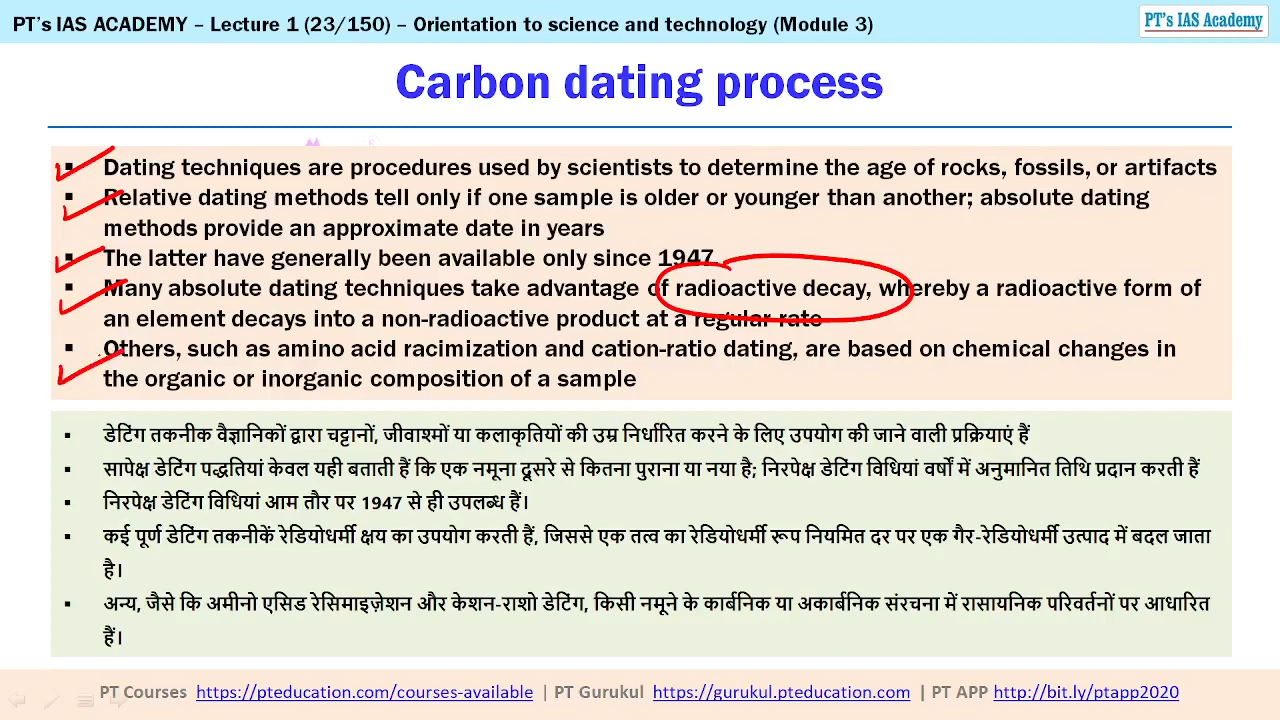 PT's IAS ACADEMY – Lecture 1 (23/150) – Orientation to science and technology (Module 3)
PT's IAS Academy
Carbon dating process
▪ Dating techniques are procedures used by scientists to determine the age of rocks, fossils, or artifacts
▪ Relative dating methods tell only if one sample is older or younger than another; absolute dating
methods provide an approximate date in years
▪ The latter have generally been available only since 1947
▪ Many absolute dating techniques take advantage of radioactive decay, whereby a radioactive form of
an element decays into a non-radioactive product at a regular rate
▪ Others, such as amino acid racimization and cation-ratio dating, are based on chemical changes in
the organic or inorganic composition of a sample
▪ डेटिंग तकनीक वैज्ञानिकों द्वारा चट्टानों, जीवाश्मों या कलाकृतियों की उम्र निर्धारित करने के लिए उपयोग की जाने वाली प्रक्रियाएं हैं
▪ सापेक्ष डेटिंग पद्धतियां केवल यही बताती हैं कि एक नमूना दूसरे से कितना पुराना या नया है; निरपेक्ष डेटिंग विधियां वर्षों में अनुमानित तिथि प्रदान करती हैं
▪ निरपेक्ष डेटिंग विधियां आम तौर पर 1947 से ही उपलब्ध हैं।
▪ कई पूर्ण डेटिंग तकनीकें रेडियोधर्मी क्षय का उपयोग करती हैं, जिससे एक तत्व का रेडियोधर्मी रूप नियमित दर पर एक गैर-रेडियोधर्मी उत्पाद में बदल जाता
है।
▪ अन्य, जैसे कि अमीनो एसिड रेसिमाइज़ेशन और केशन-राशो डेटिंग, किसी नमूने के कार्बनिक या अकार्बनिक संरचना में रासायनिक परिवर्तनों पर आधारित
हैं।
PT Courses https://pteducation.com/courses-available | PT Gurukul https://gurukul.pteducation.com | PT APP http://bit.ly/ptapp2020